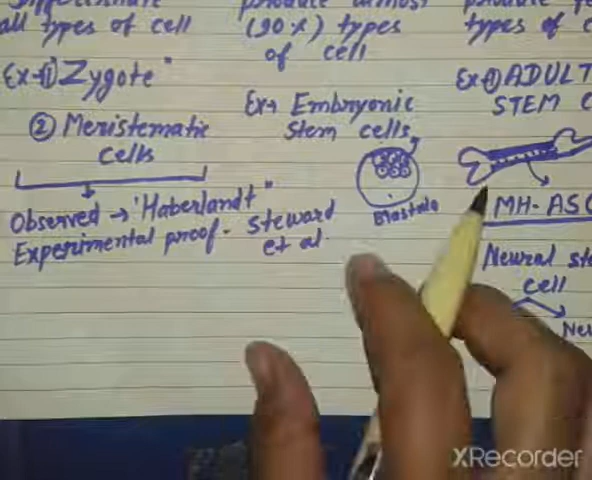 all types of cell
Ex-① Zygote"
② Meristematic
cells
Observed → 'Haberlandt"
Experimental proof - Steward
et al.
(90%) types
of cell
Ex→ Embryonic
Stem cells
Blastula
types of
Ex ① ADULT
STEM
MH-ASC
Neural
cell
XRecorder